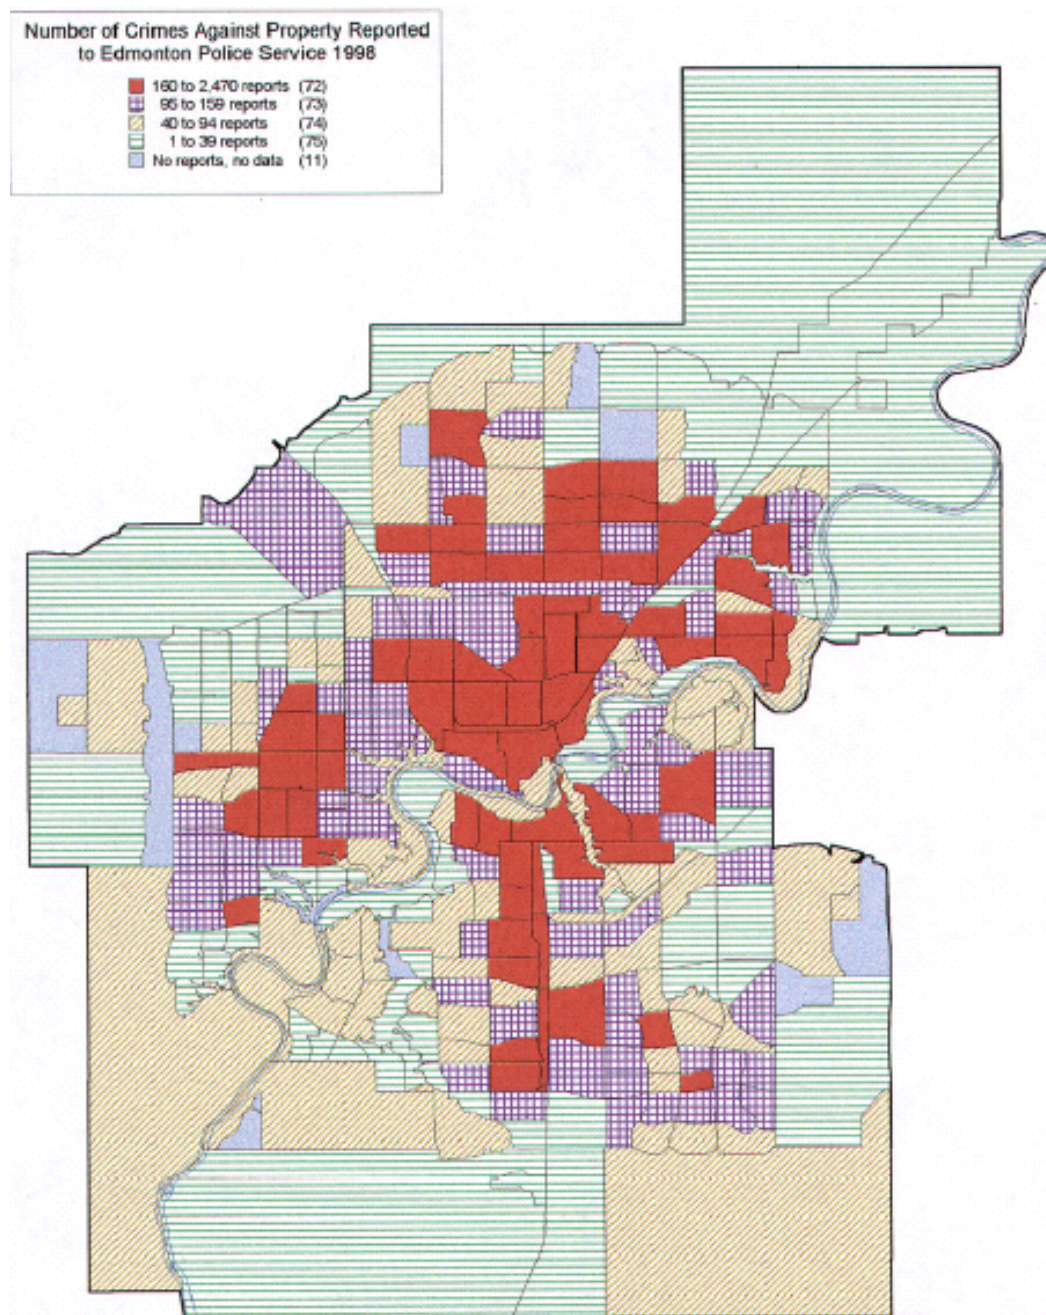 Number of Crimes Against Property Reported
to Edmonton Police Service 1998
160 to 2,470 reports (72)
95 to 159 reports (73)
40 to 94 reports (74)
1 to 39 reports (75)
No reports, no data (11)